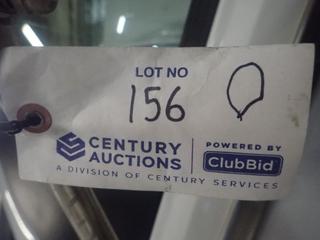 LOT NO
156
CENTURY AUCTIONS
POWERED BY
ClubBid
A DIVISION OF CENTURY SERVICES